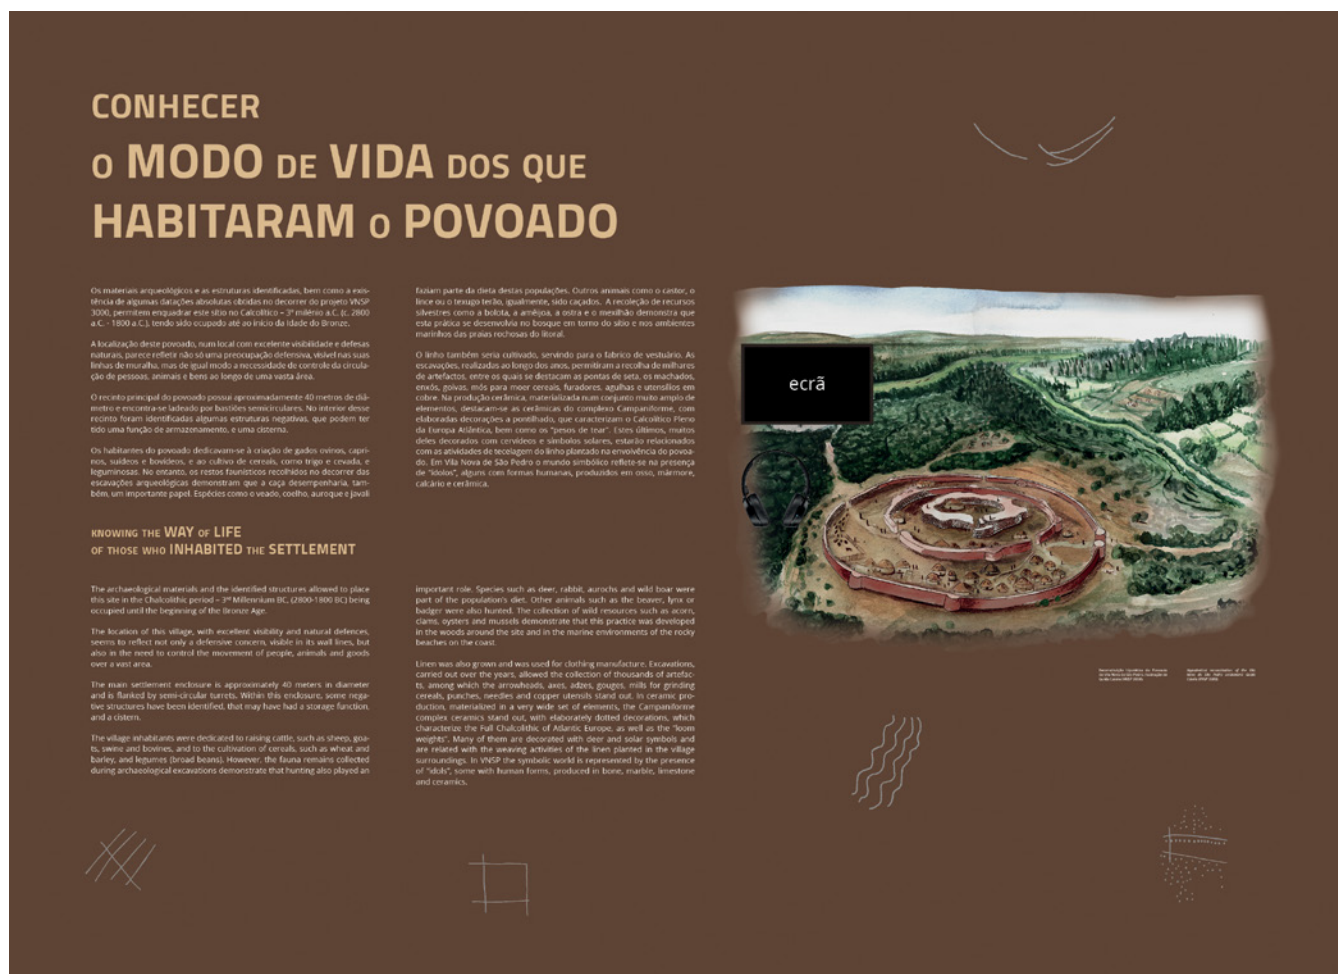 CONHECER
O MODO DE VIDA DOS QUE
HABITARAM O POVOADO
Os materiais arqueológicos e as estruturas identificadas, bem como a exis-
tência de algumas datações absolutas obtidas no decorrer do projeto VNSP
3000, permitem enquadrar este sítio no Calcolítico – 3º milénio a.C. (c. 2800
a.C. - 1800 a.C.), tendo sido ocupado até ao início da Idade do Bronze.
A localização deste povoado, num local com excelente visibilidade e defesas
naturais, parece refletir não só uma preocupação defensiva, visível nas suas
linhas de muralha, mas de igual modo a necessidade de controle da circula-
ção de pessoas, animais e bens ao longo de uma vasta área.
O recinto principal do povoado possui aproximadamente 40 metros de diâ-
metro e encontra-se ladeado por bastiões semicirculares. No interior desse
recinto foram identificadas algumas estruturas negativas, que podem ter
tido uma função de armazenamento, e uma cisterna.
Os habitantes do povoado dedicavam-se à criação de gados ovinos, capri-
nos, suídeos e bovídeos, e ao cultivo de cereais, como trigo e cevada, e
leguminosas. No entanto, os restos faunísticos recolhidos no decorrer das
escavações arqueológicas demonstram que a caça desempenharia, tam-
bém, um importante papel. Espécies como o veado, coelho, auroque e javali
faziam parte da dieta destas populações. Outros animais como o castor, o
lince ou o texugo terão, igualmente, sido caçados. A recoleção de recursos
silvestres como a bolota, a amêijoa, a ostra e o mexilhão demonstra que
esta prática se desenvolvia no bosque em torno do sítio e nos ambientes
marinhos das praias rochosas do litoral.
O linho também seria cultivado, servindo para o fabrico de vestuário. As
escavações, realizadas ao longo dos anos, permitiram a recolha de milhares
de artefactos, entre os quais se destacam as pontas de seta, os machados,
enxós, goivas, mós para moer cereais, furadores, agulhas e utensílios em
cobre. Na produção cerâmica, materializada num conjunto muito amplo de
elementos, destacam-se as cerâmicas do complexo Campaniforme, com
elaboradas decorações a pontilhado, que caracterizam o Calcolítico Pleno
da Europa Atlântica, bem como os "pesos de tear". Estes últimos, muitos
deles decorados com cervídeos e símbolos solares, estarão relacionados
com as atividades de tecelagem do linho plantado na envolvência do povoa-
do. Em Vila Nova de São Pedro o mundo simbólico reflete-se na presença
de "ídolos", alguns com formas humanas, produzidos em osso, mármore,
calcário e cerâmica.
ecrã
KNOWING THE WAY OF LIFE
OF THOSE WHO INHABITED THE SETTLEMENT
The archaeological materials and the identified structures allowed to place
this site in the Chalcolithic period – 3rd Millennium BC, (2800-1800 BC) being
occupied until the beginning of the Bronze Age.
The location of this village, with excellent visibility and natural defences,
seems to reflect not only a defensive concern, visible in its wall lines, but
also in the need to control the movement of people, animals and goods
over a vast area.
The main settlement enclosure is approximately 40 meters in diameter
and is flanked by semi-circular turrets. Within this enclosure, some nega-
tive structures have been identified, that may have had a storage function,
and a cistern.
The village inhabitants were dedicated to raising cattle, such as sheep, goa-
ts, swine and bovines, and to the cultivation of cereals, such as wheat and
barley, and legumes (broad beans). However, the fauna remains collected
during archaeological excavations demonstrate that hunting also played an
important role. Species such as deer, rabbit, aurochs and wild boar were
part of the population's diet. Other animals such as the beaver, lynx or
badger were also hunted. The collection of wild resources such as acorn,
clams, oysters and mussels demonstrate that this practice was developed
in the woods around the site and in the marine environments of the rocky
beaches on the coast.
Linen was also grown and was used for clothing manufacture. Excavations,
carried out over the years, allowed the collection of thousands of artefac-
ts, among which the arrowheads, axes, adzes, gouges, mills for grinding
cereals, punches, needles and copper utensils stand out. In ceramic pro-
duction, materialized in a very wide set of elements, the Campaniforme
complex ceramics stand out, with elaborately dotted decorations, which
characterize the Full Chalcolithic of Atlantic Europe, as well as the "loom
weights". Many of them are decorated with deer and solar symbols and
are related with the weaving activities of the linen planted in the village
surroundings. In VNSP the symbolic world is represented by the presence
of "idols", some with human forms, produced in bone, marble, limestone
and ceramics.